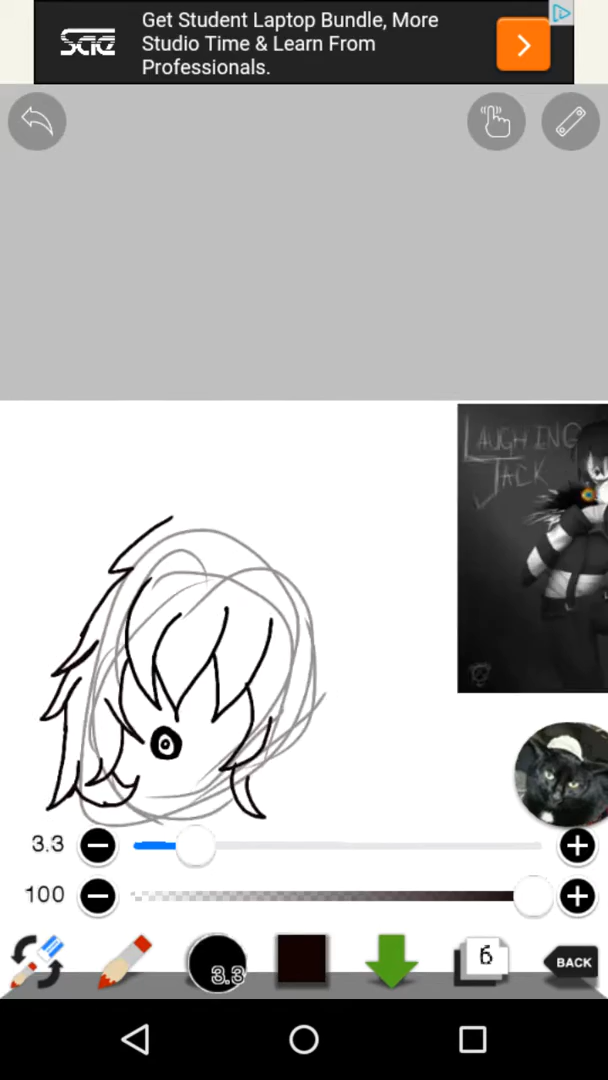 Get Student Laptop Bundle, More
Studio Time & Learn From
Professionals.
SAE
LAUGHING
JACK
3.3
100
3.3
6
BACK